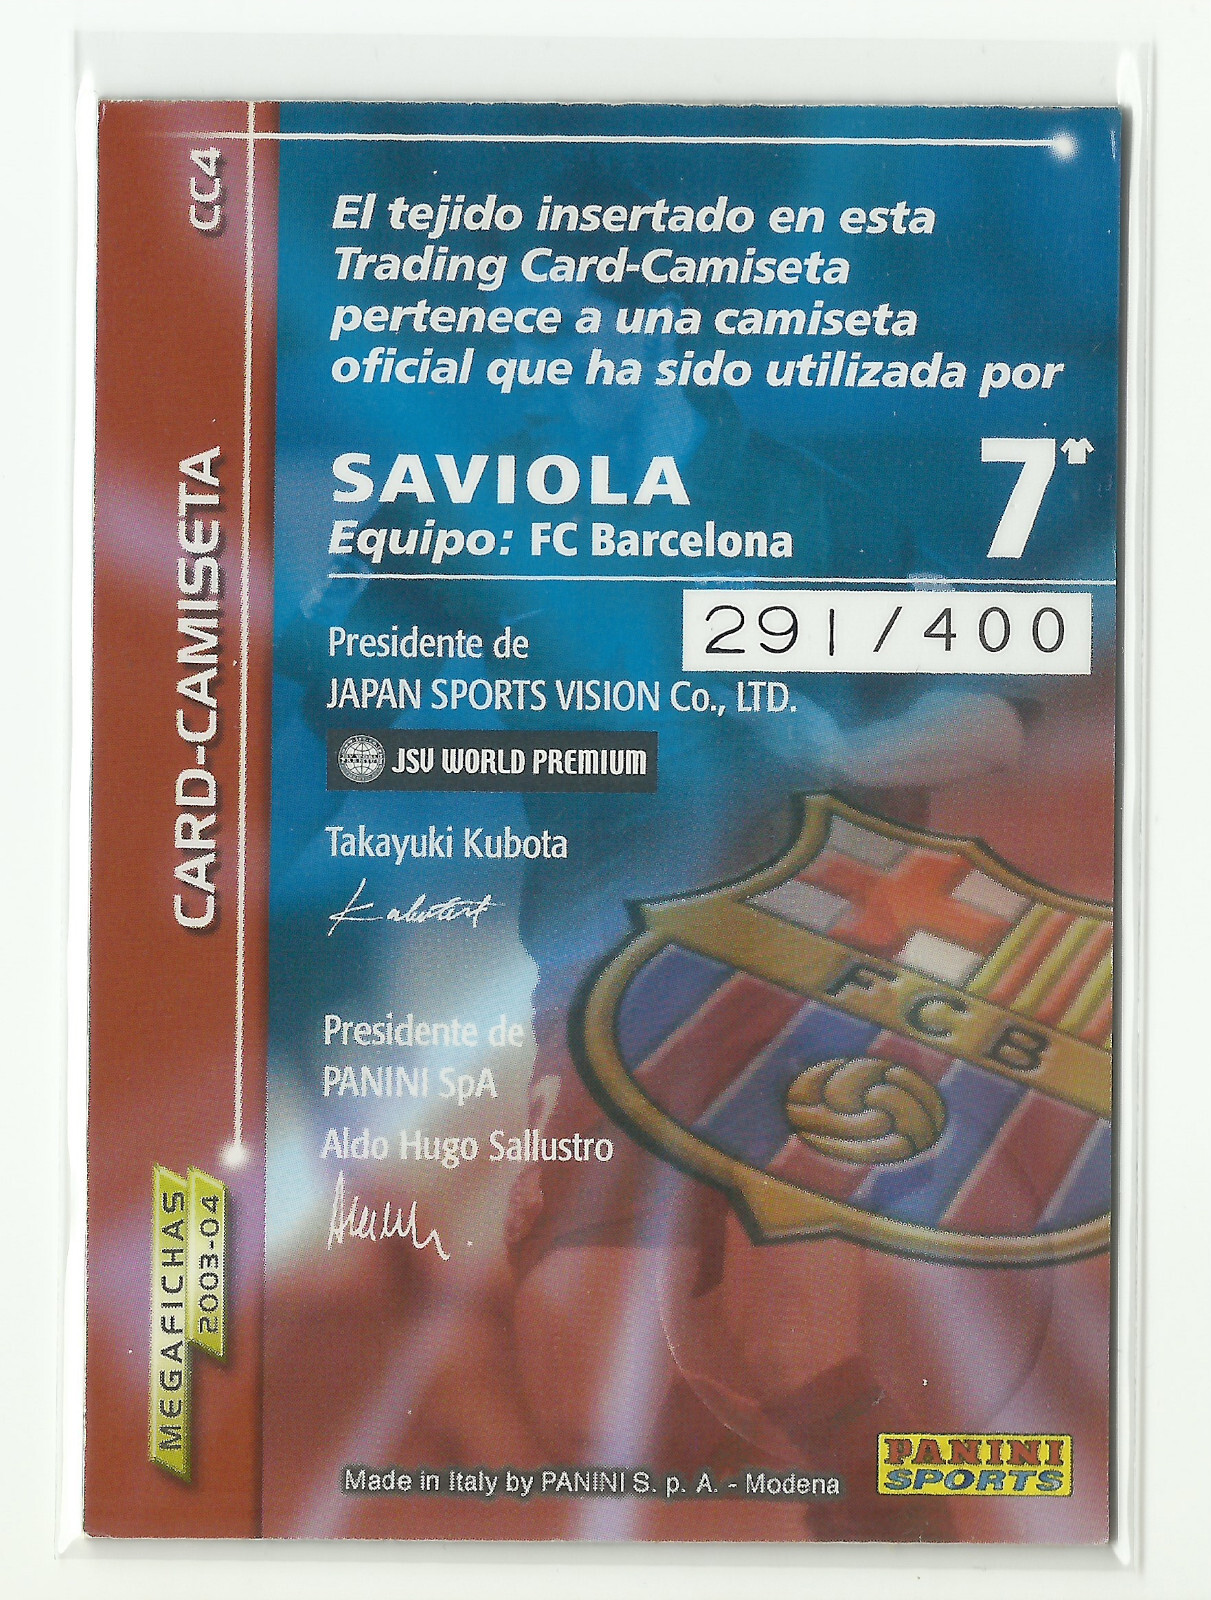 CC4
CARD-CAMISETA
MEGAFICHAS
2003-04
El tejido insertado en esta
Trading Card-Camiseta
pertenece a una camiseta
oficial que ha sido utilizada por
SAVIOLA
7
Equipo: FC Barcelona
291/400
Presidente de
JAPAN SPORTS VISION Co., LTD.
JSV WORLD PREMIUM
Takayuki Kubota
Presidente de
PANINI SpA
Aldo Hugo Sallustro
FCB
Made in Italy by PANINI S. p. A. - Modena
PANINI
SPORTS